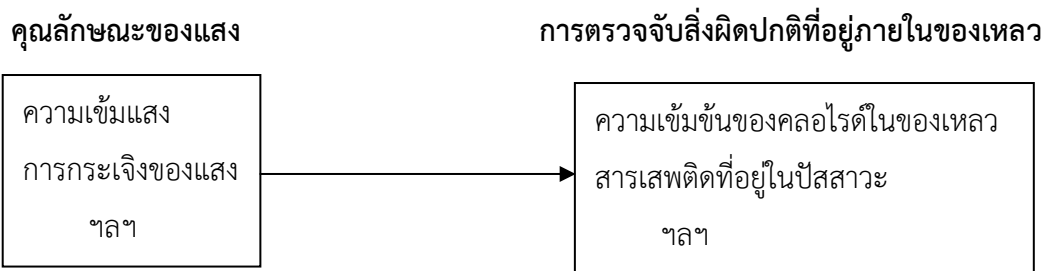 คุณลักษณะของแสง
การตรวจจับสิ่งผิดปกติที่อยู่ภายในของเหลว
ความเข้มแสง
การกระเจิงของแสง
ฯลฯ
ความเข้มข้นของคลอไรด์ในของเหลว
สารเสพติดที่อยู่ในปัสสาวะ
ฯลฯ